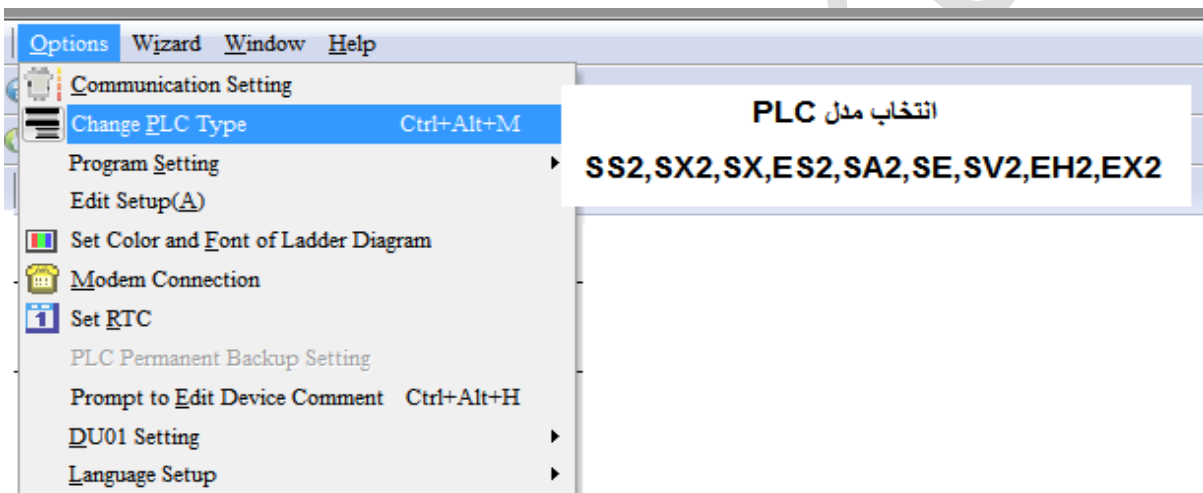 Options Wizard Window Help
Communication Setting
Change PLC Type Ctrl+Alt+M
انتخاب مدل PLC
Program Setting
SS2,SX2,SX,ES2,SA2,SE,SV2,EH2,EX2
Edit Setup(A)
Set Color and Font of Ladder Diagram
Modem Connection
1 Set RTC
PLC Permanent Backup Setting
Prompt to Edit Device Comment Ctrl+Alt+H
DU01 Setting
Language Setup